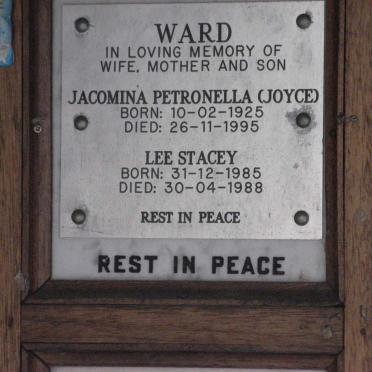 WARD
IN LOVING MEMORY OF
WIFE, MOTHER AND SON
JACOMINA PETRONELLA (JOYCE)
BORN: 10-02-1925
DIED: 26-11-1995
LEE STACEY
BORN: 31-12-1985
DIED: 30-04-1988
REST IN PEACE
REST IN PEACE